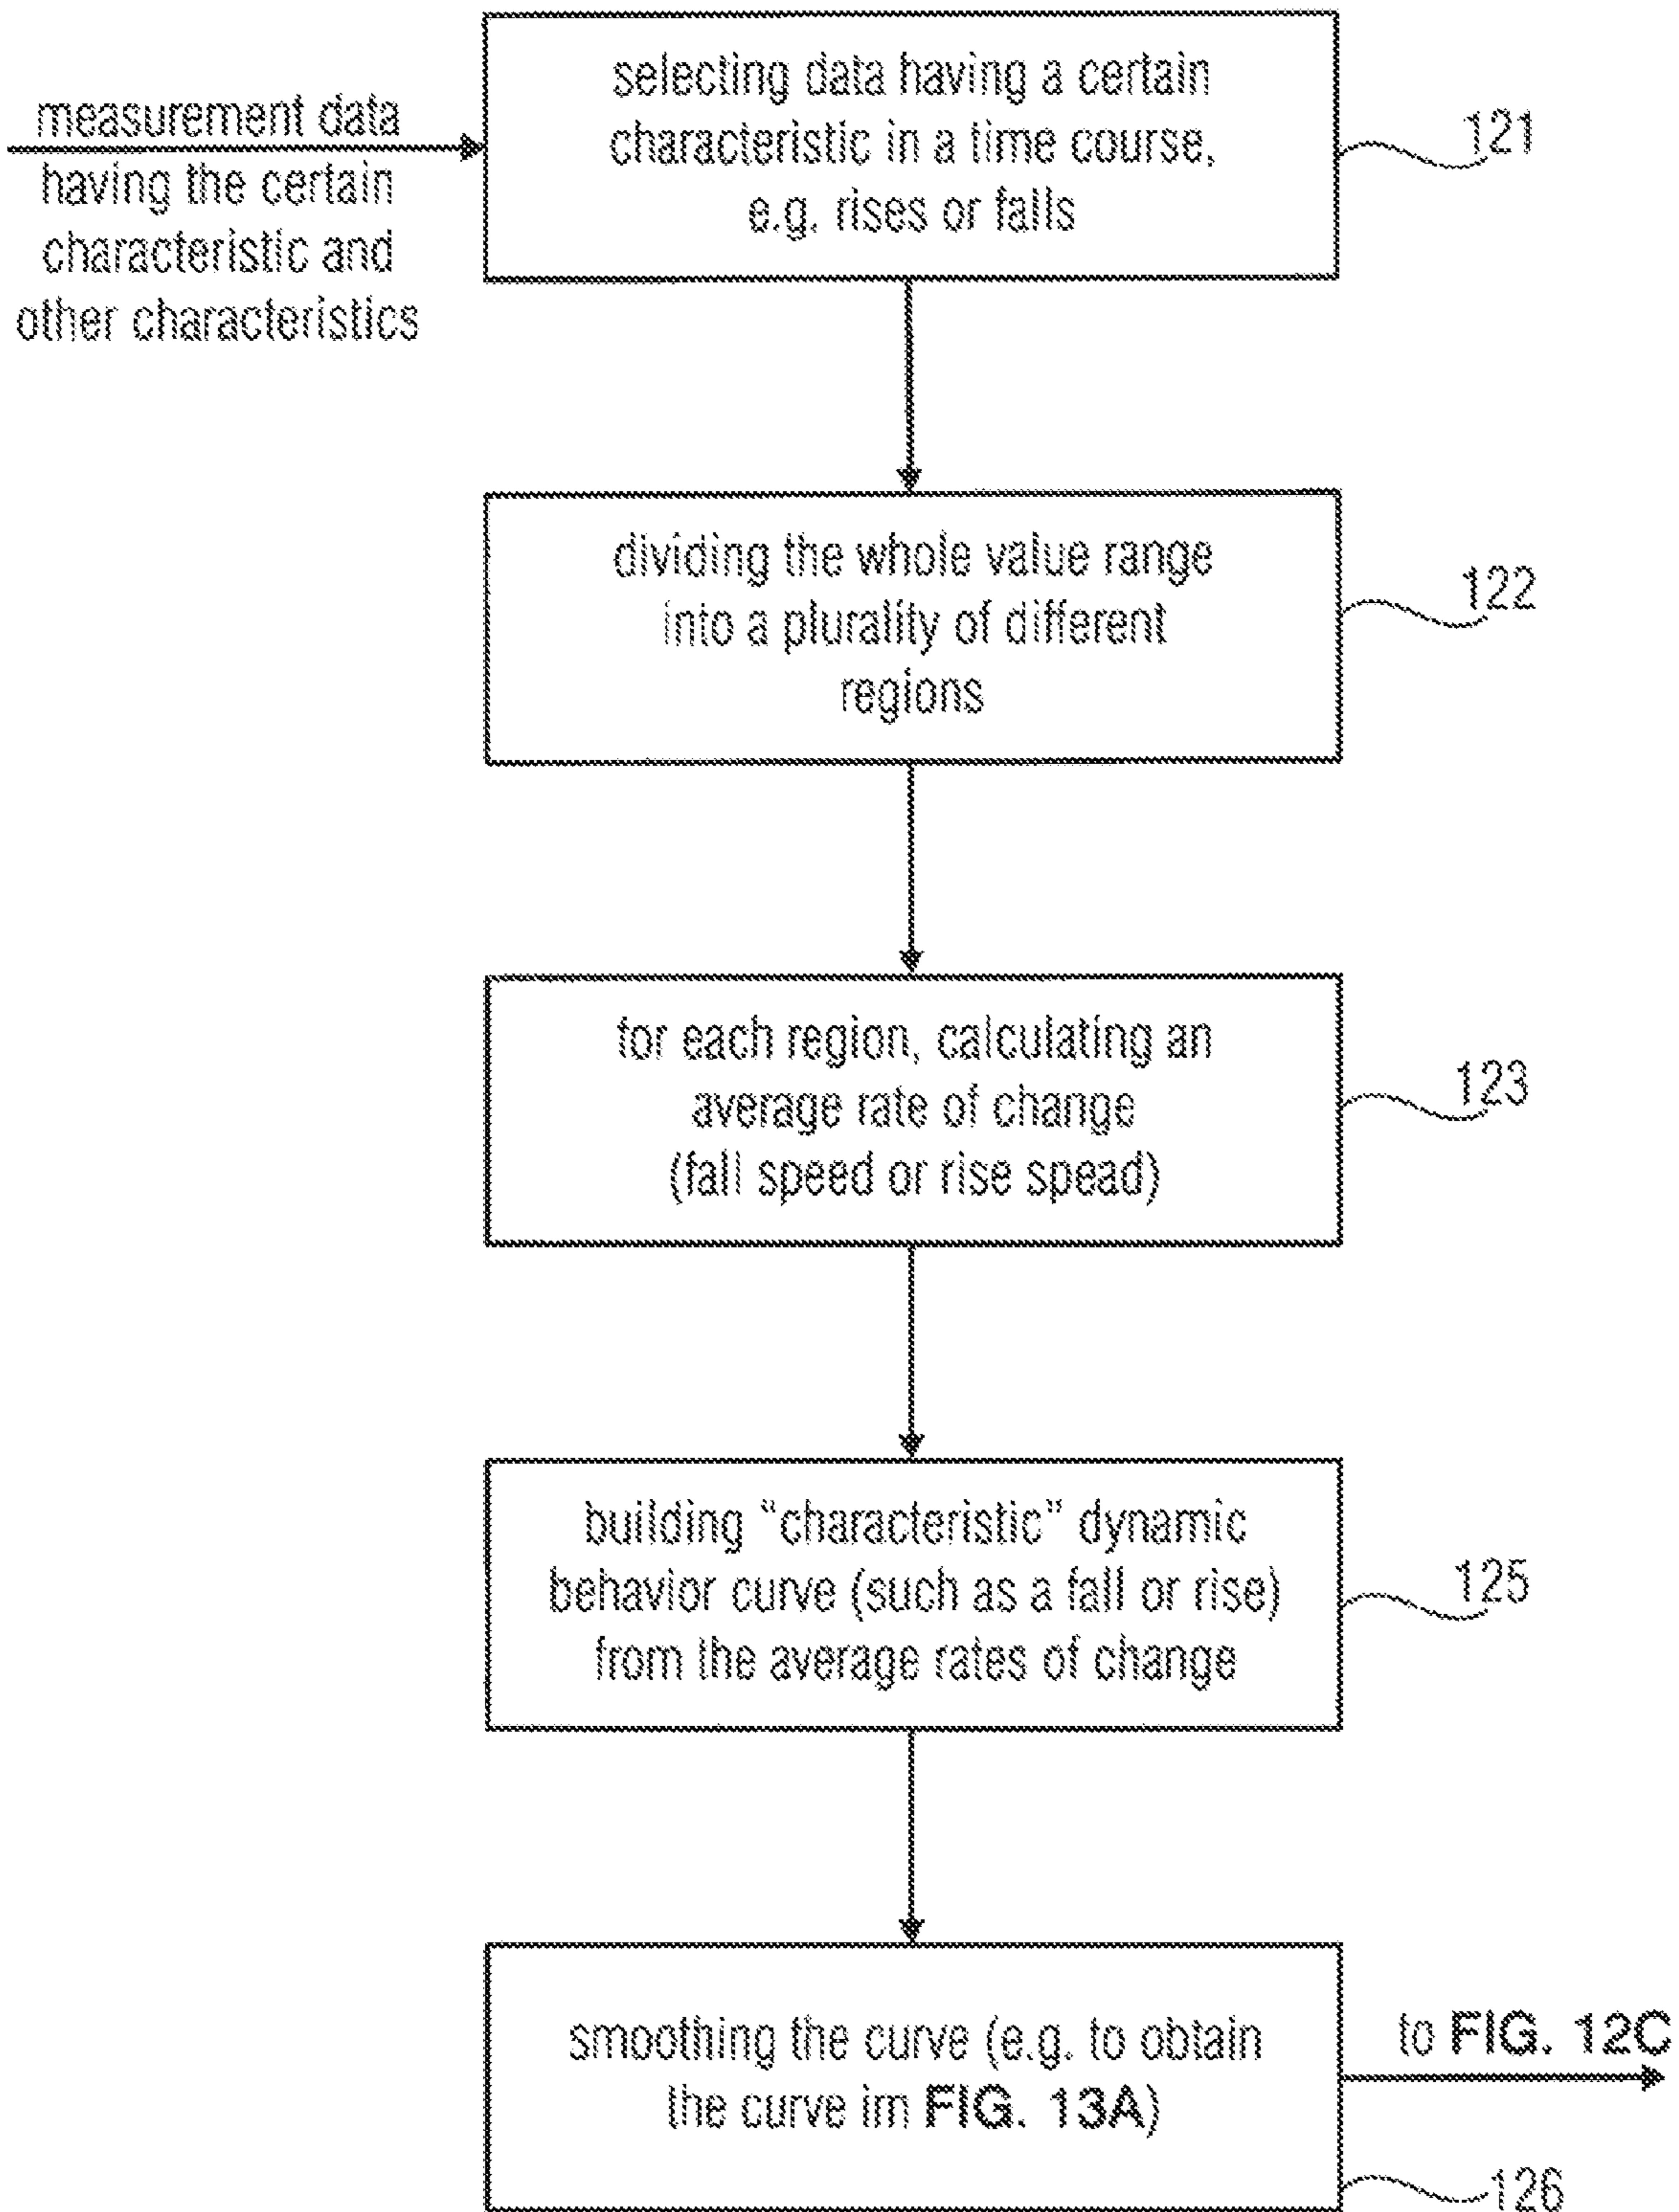 measurement data
having the certain
characteristic and
other characteristics
selecting data having a certain
characteristic in a time course,
e.g. rises or falls
121
dividing the whole value range
into a plurality of different
regions
122
for each region, calculating an
average rate of change
(fall speed or rise spead)
123
building “characteristic” dynamic
behavior curve (such as a fall or rise)
from the average rates of change
125
smoothing the curve (e.g. to obtain
the curve im FIG. 13A)
to FIG. 12C
126